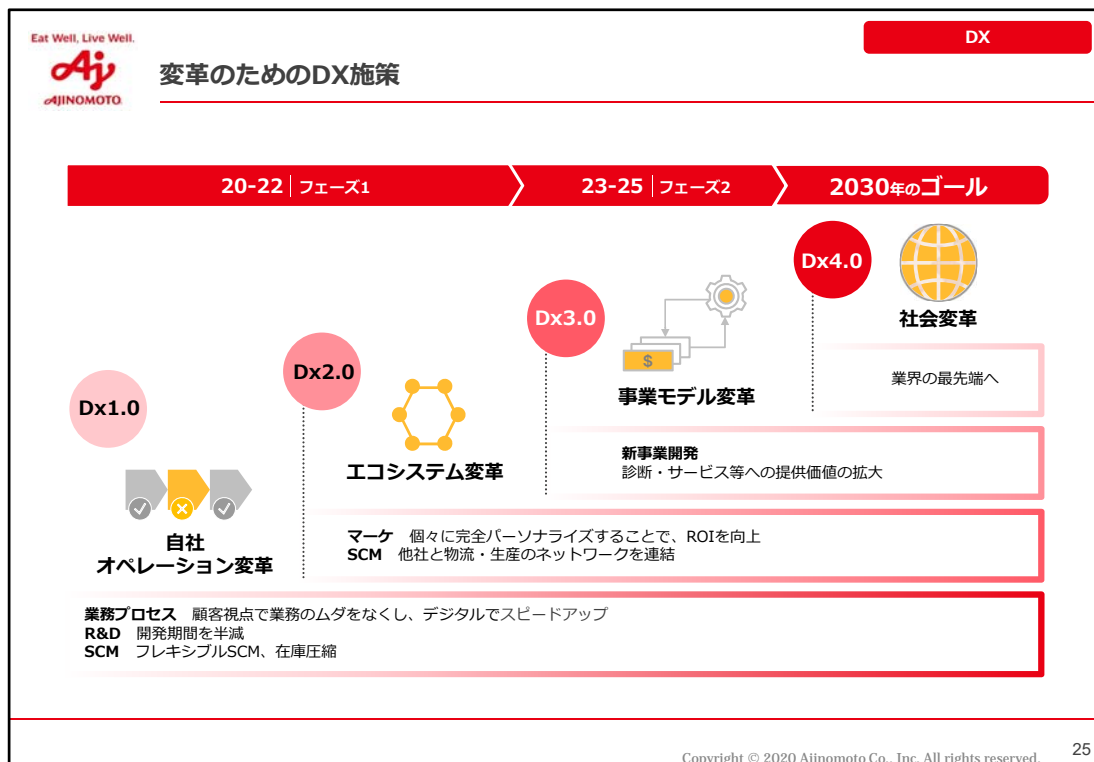 Eat Well, Live Well.
Aj
AJINOMOTO
DX
変革のためのDX施策
20-22 | フェーズ1
23-25 | フェーズ2
2030年のゴール
Dx4.0
社会変革
Dx3.0
$
事業モデル変革
業界の最先端へ
Dx2.0
エコシステム変革
新事業開発
診断・サービス等への提供価値の拡大
Dx1.0
自社
オペレーション変革
マーケ 個々に完全パーソナライズすることで、ROIを向上
SCM 他社と物流・生産のネットワークを連結
業務プロセス 顧客視点で業務のムダをなくし、デジタルでスピードアップ
R&D 開発期間を半減
SCM フレキシブルSCM、在庫圧縮
Copyright © 2020 Ajinomoto Co., Inc. All rights reserved.
25